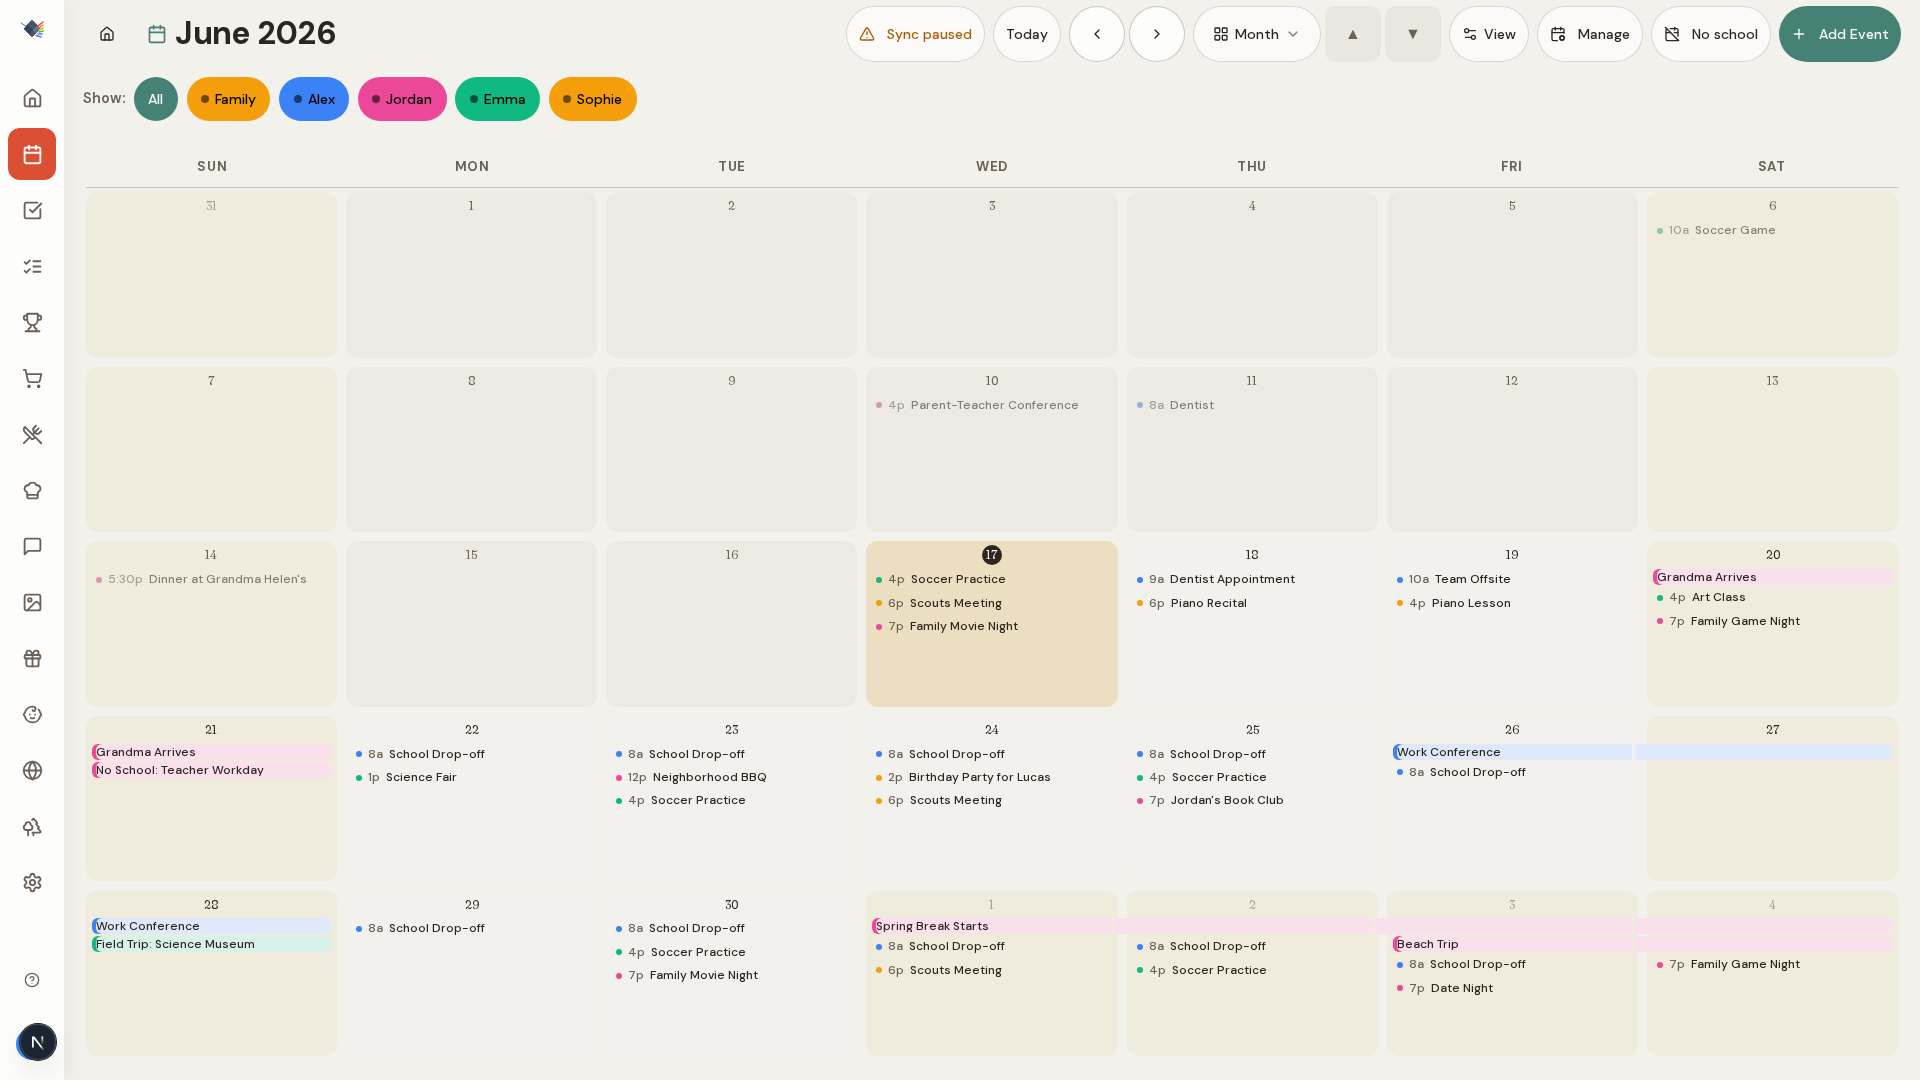 June 2026
Sync paused
Today
Month
▲
▼
View
Manage
No school
Add Event
Show:
All
Family
Alex
Jordan
Emma
Sophie
SUN MON TUE WED THU FRI SAT
31 1 2 3 4 5 6
10a Soccer Game
7 8 9 10 11 12 13
4p Parent-Teacher Conference
8a Dentist
14 15 16 17 18 19 20
5:30p Dinner at Grandma Helen's
4p Soccer Practice
6p Scouts Meeting
7p Family Movie Night
9a Dentist Appointment
6p Piano Recital
10a Team Offsite
4p Piano Lesson
Grandma Arrives
4p Art Class
7p Family Game Night
21 22 23 24 25 26 27
Grandma Arrives
No School: Teacher Workday
8a School Drop-off
1p Science Fair
8a School Drop-off
12p Neighborhood BBQ
4p Soccer Practice
8a School Drop-off
2p Birthday Party for Lucas
6p Scouts Meeting
8a School Drop-off
4p Soccer Practice
7p Jordan's Book Club
Work Conference
8a School Drop-off
28 29 30 1 2 3 4
Work Conference
Field Trip: Science Museum
8a School Drop-off
8a School Drop-off
4p Soccer Practice
7p Family Movie Night
Spring Break Starts
8a School Drop-off
6p Scouts Meeting
8a School Drop-off
4p Soccer Practice
Beach Trip
8a School Drop-off
7p Date Night
7p Family Game Night
N